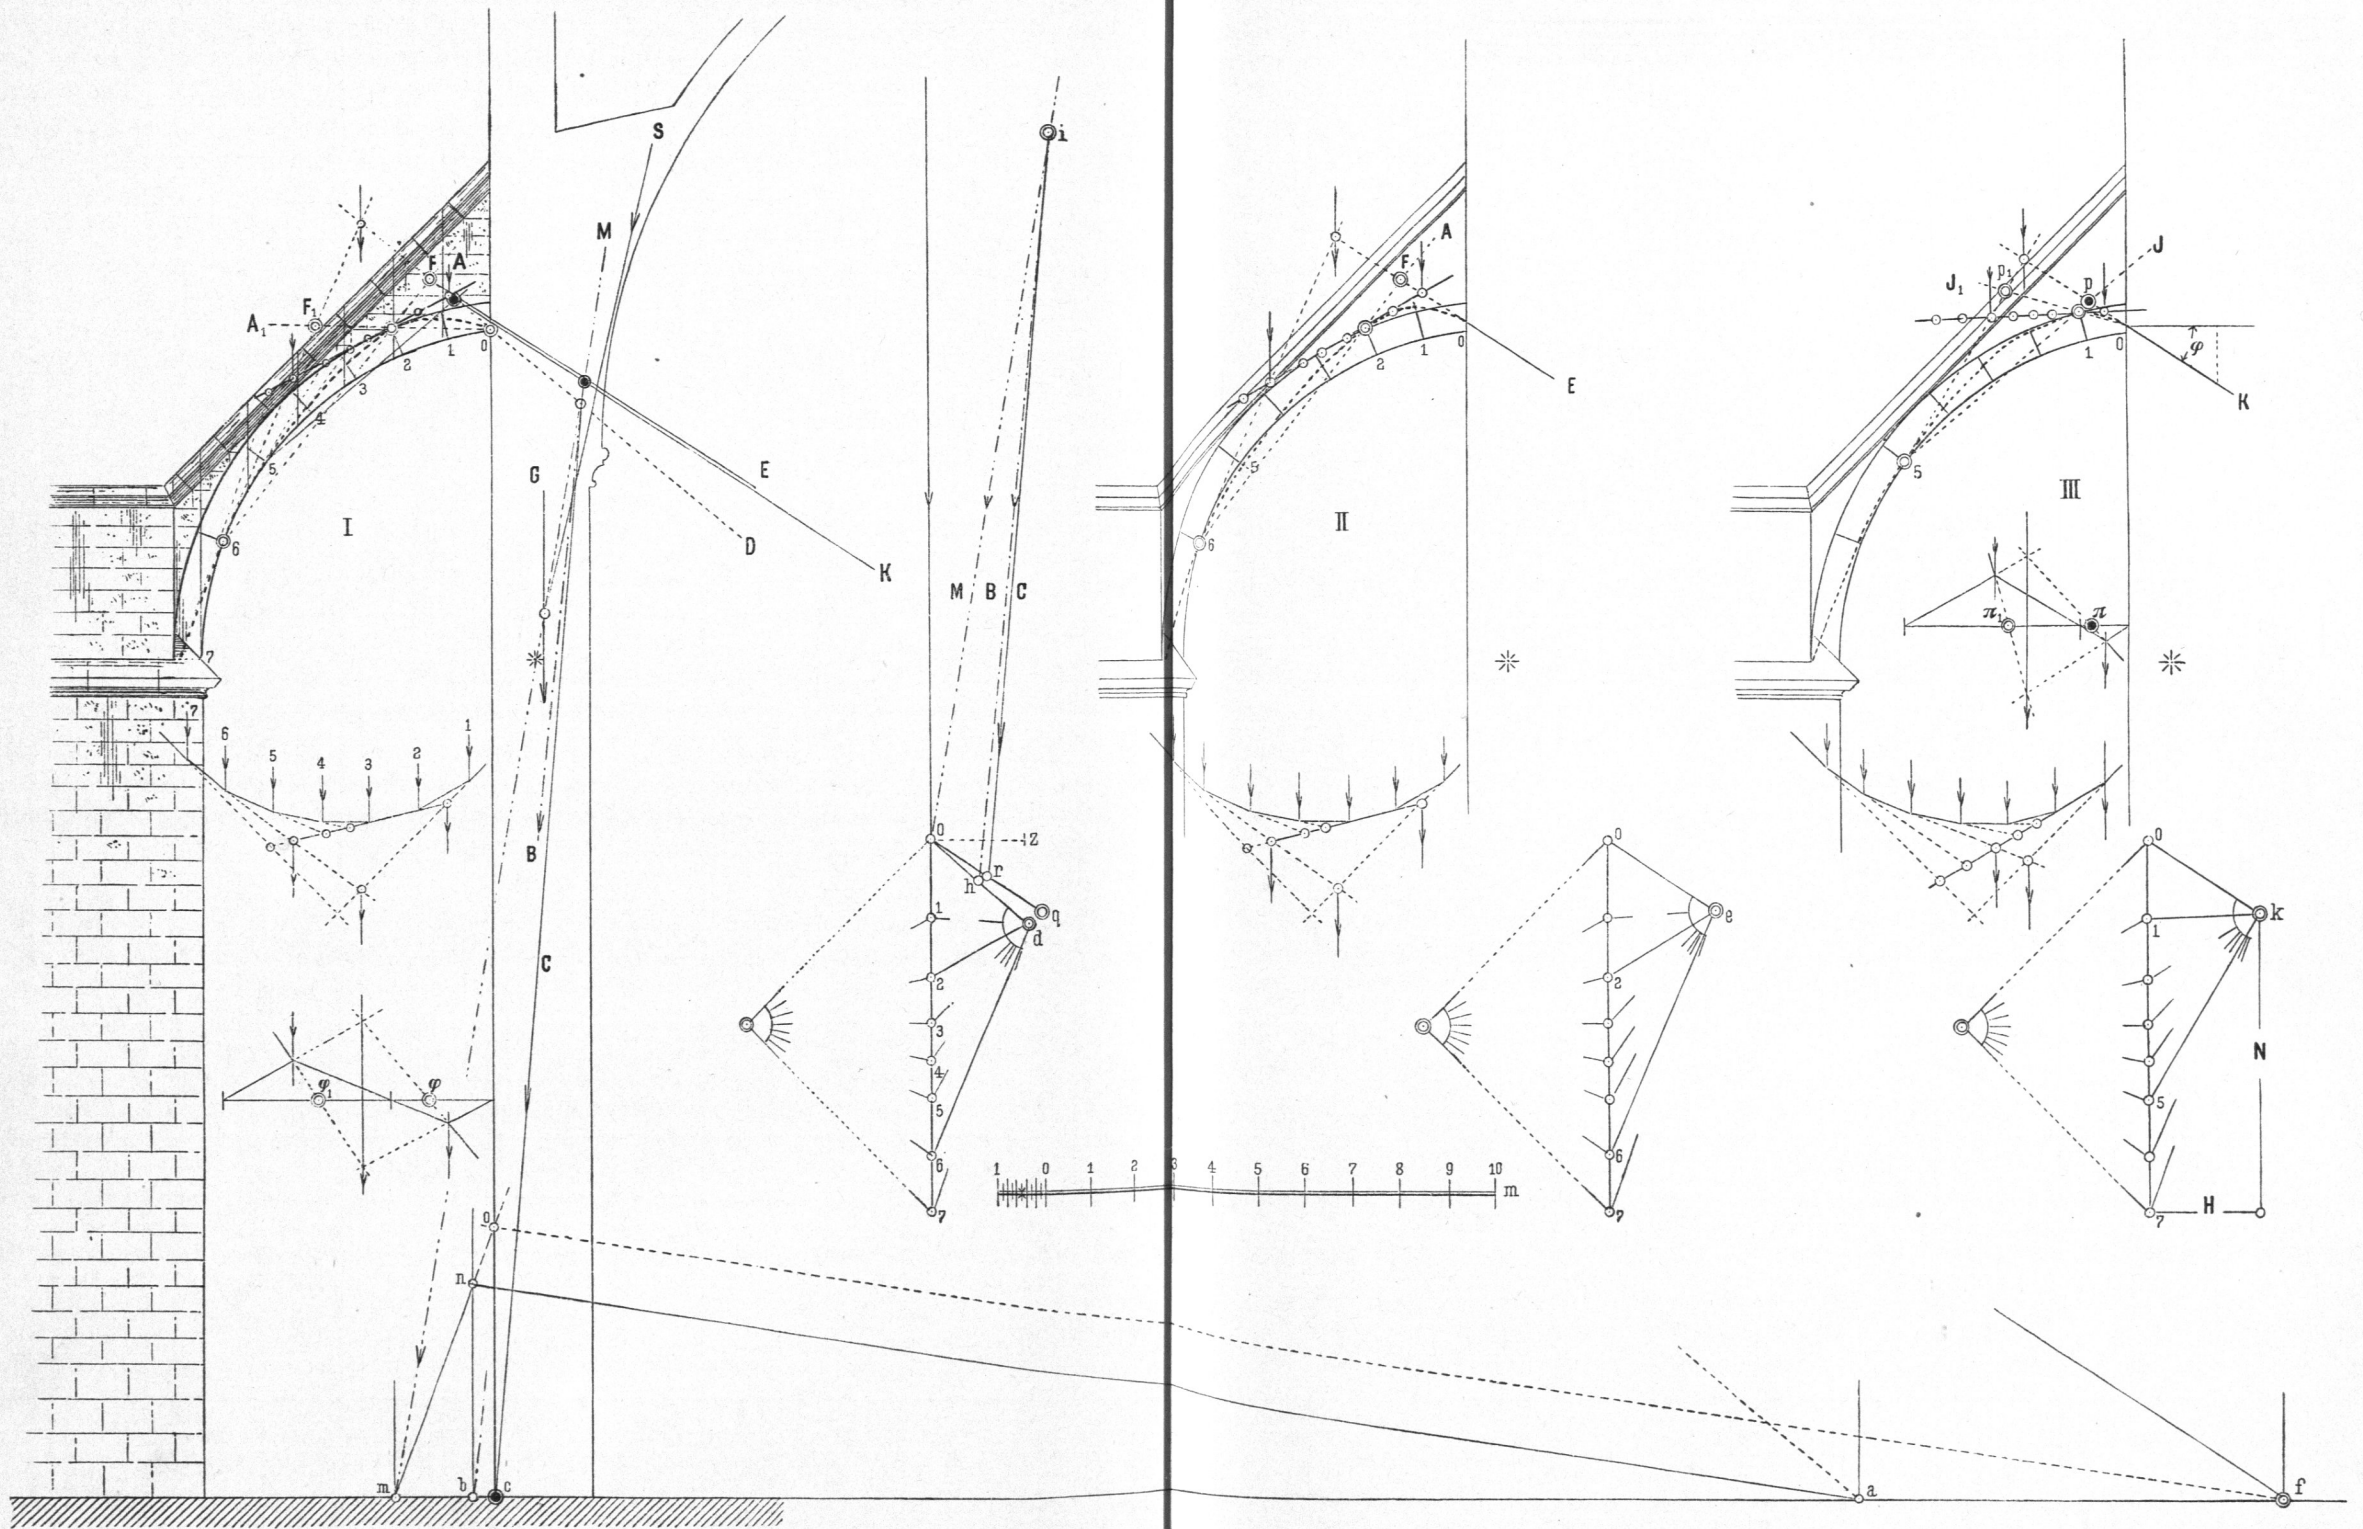 S
M
i
F A
F₁
A₁
0
1
2
3
4
5
6
7
I
G
E
D
K
M B C
B
C
7 6 5 4 3 2 1
φ₁ φ
0
n
m b c
0 Z
r
h
q
d
1
2
3
4
5
6
7
A
F
0
1
2
5
6
E
II
0
e
2
6
7
1 0 1 2 3 4 5 6 7 8 9 10 m
J
J₁ p₁ p
0
1
φ
K
5
III
π₁ π
0
k
1
5
N
7 H
a
f